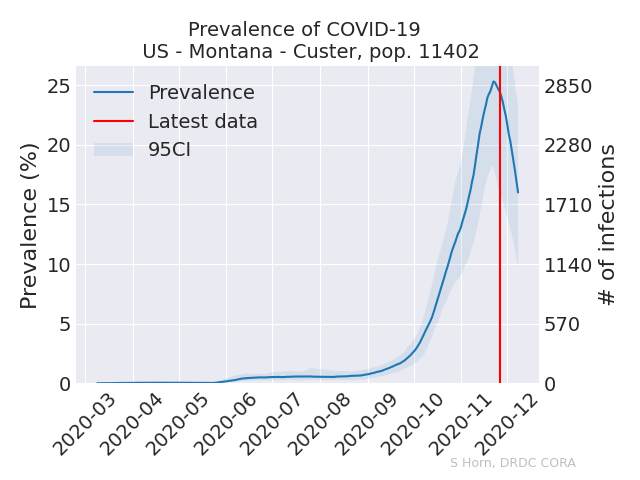 Prevalence of COVID-19
US - Montana - Custer, pop. 11402
Prevalence
Latest data
95CI
Prevalence (%)
25
20
15
10
5
0
2850
2280
1710
1140
570
0
# of infections
2020-03
2020-04
2020-05
2020-06
2020-07
2020-08
2020-09
2020-10
2020-11
2020-12
S Horn, DRDC CORA